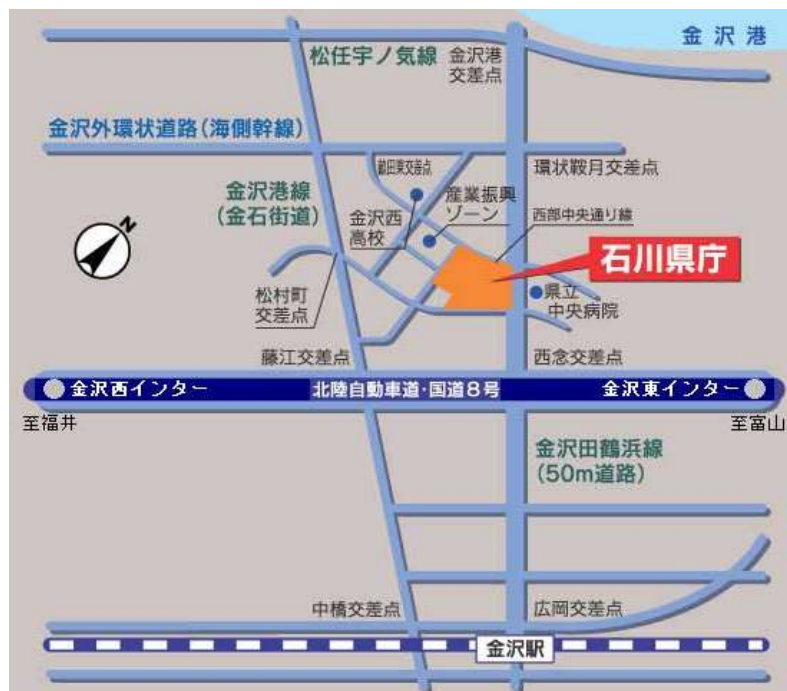 金沢港
松任宇ノ気線
金沢港
交差点
金沢外環状道路(海側幹線)
環状鞍月交差点
産業振興
ゾーン
金沢港線
(金石街道)
金沢西
高校
西部中央通り線
石川県庁
松村町
交差点
県立
中央病院
藤江交差点
西念交差点
金沢西インター
北陸自動車道・国道8号
金沢東インター
至福井
至富山
金沢田鶴浜線
(50m道路)
中橋交差点
広岡交差点
金沢駅
N